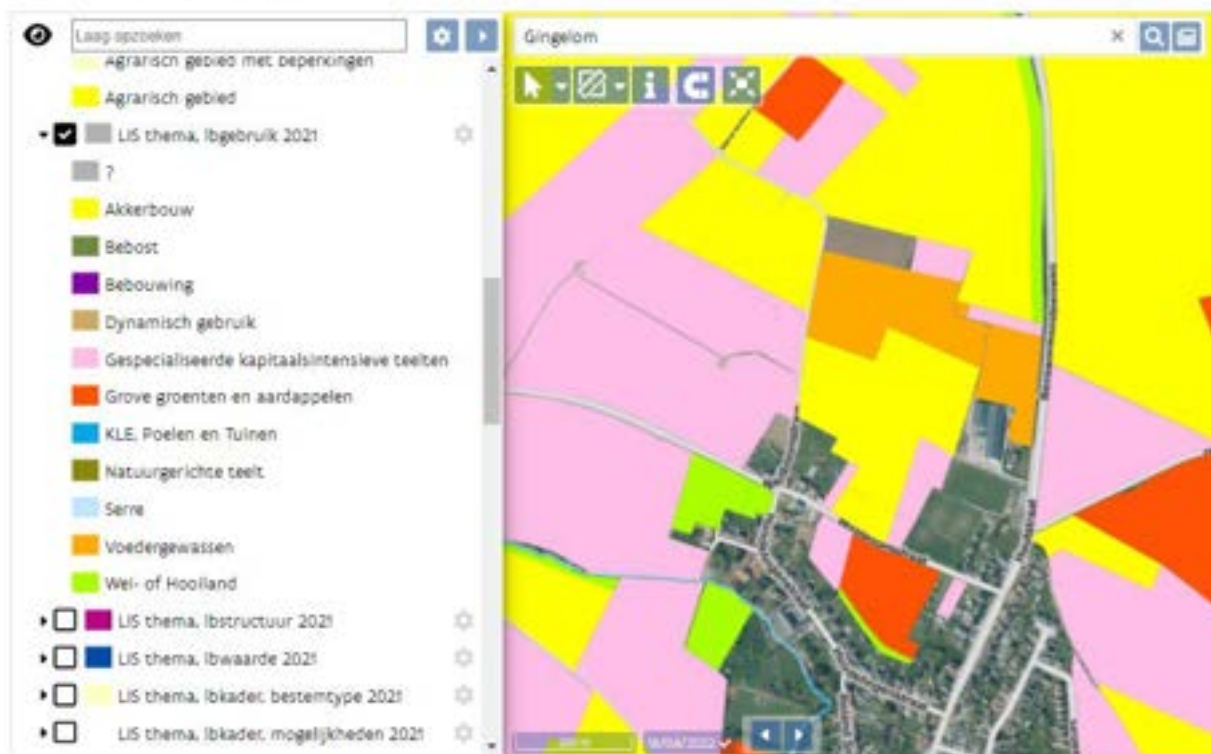 Laag opzoeken
Agrarisch gebied met beperkingen
Agrarisch gebied
LIS thema, lbgebruik 2021
?
Akkerbouw
Bebost
Bebouwing
Dynamisch gebruik
Gespecialiseerde kapitaalsintensieve teelten
Grove groenten en aardappelen
KLE, Poelen en Tuinen
Natuurgerichte teelt
Serre
Voedergewassen
Wei- of Hooiland
LIS thema, lbstructuur 2021
LIS thema, lbwaarde 2021
LIS thema, lbkader, bestemtype 2021
LIS thema, lbkader, mogelijkheden 2021
Gingelom